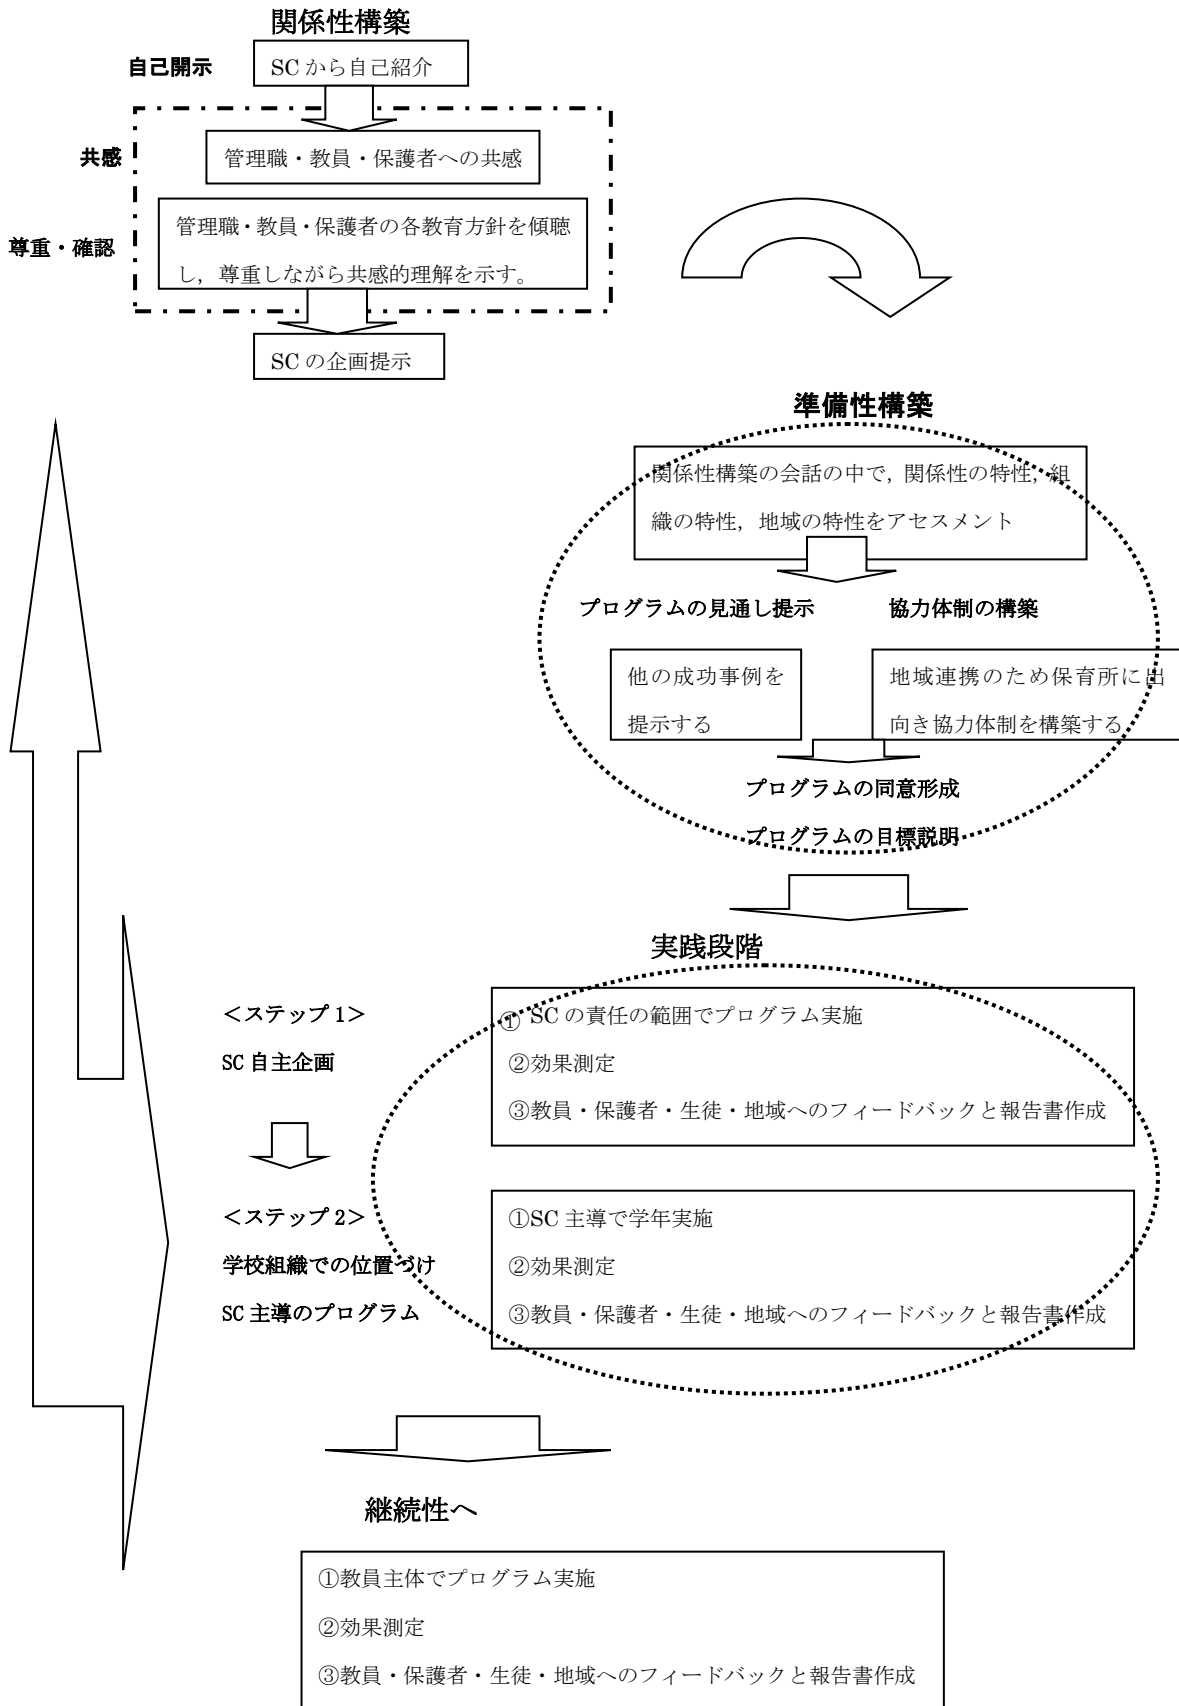 関係性構築
自己開示
SC から自己紹介
共感
管理職・教員・保護者への共感
尊重・確認
管理職・教員・保護者の各教育方針を傾聴
し，尊重しながら共感的理解を示す。
SC の企画提示
準備性構築
関係性構築の会話の中で，関係性の特性，組
織の特性，地域の特性をアセスメント
プログラムの見通し提示
協力体制の構築
他の成功事例を
提示する
地域連携のため保育所に出
向き協力体制を構築する
プログラムの同意形成
プログラムの目標説明
実践段階
＜ステップ 1＞
SC 自主企画
① SC の責任の範囲でプログラム実施
②効果測定
③教員・保護者・生徒・地域へのフィードバックと報告書作成
＜ステップ 2＞
学校組織での位置づけ
SC 主導のプログラム
①SC 主導で学年実施
②効果測定
③教員・保護者・生徒・地域へのフィードバックと報告書作成
継続性へ
①教員主体でプログラム実施
②効果測定
③教員・保護者・生徒・地域へのフィードバックと報告書作成